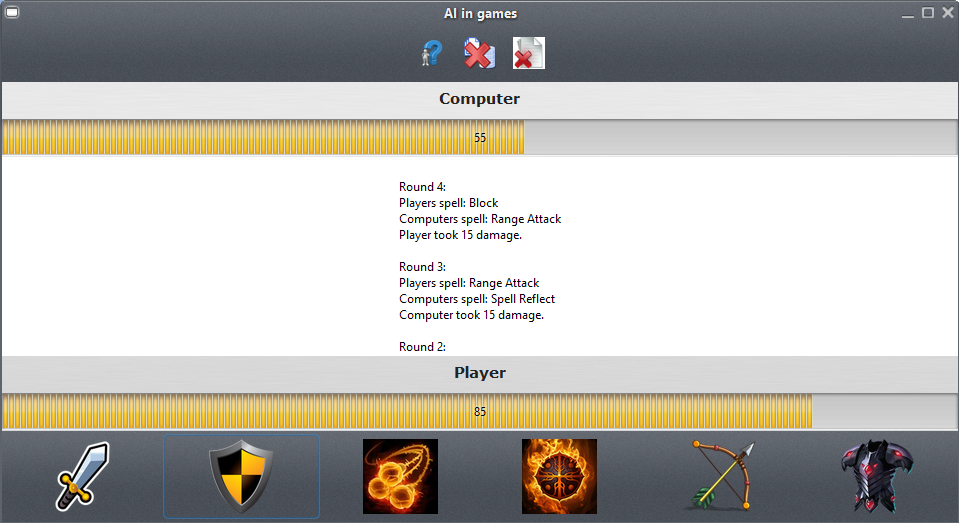 AI in games
Computer
55
Round 4:
Players spell: Block
Computers spell: Range Attack
Player took 15 damage.
Round 3:
Players spell: Range Attack
Computers spell: Spell Reflect
Computer took 15 damage.
Round 2:
Player
85